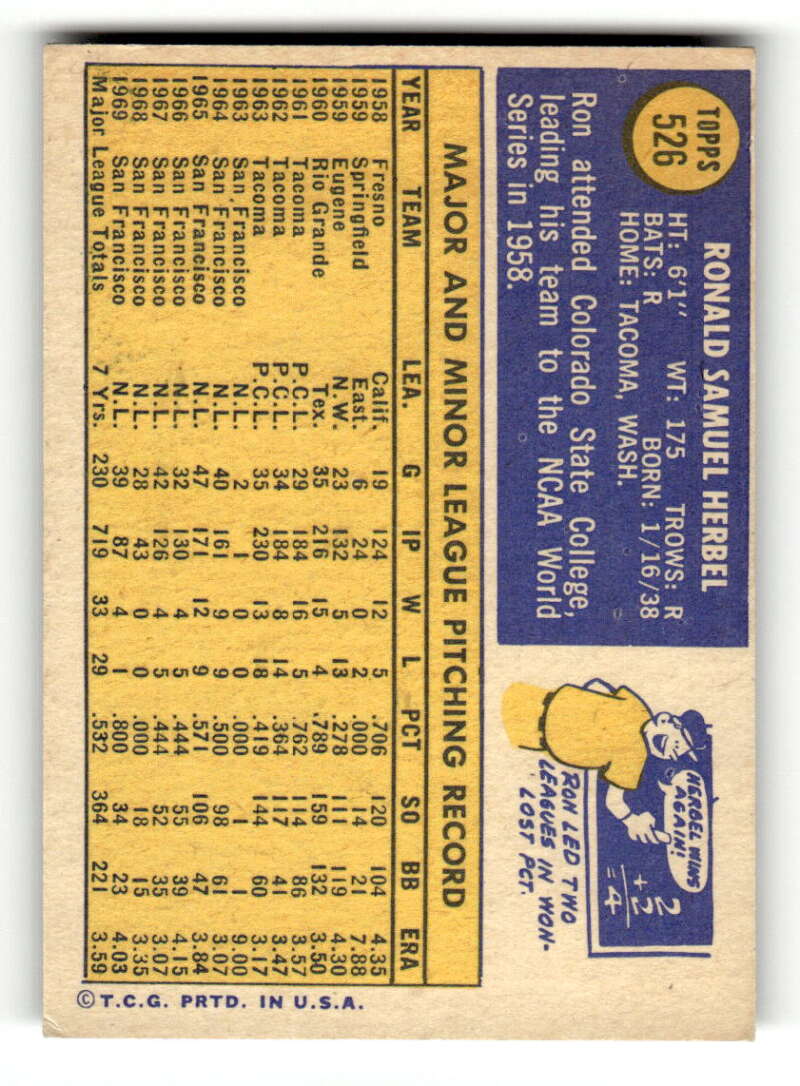 TOPPS
526
RONALD SAMUEL HERBEL
HT: 6'1" WT: 175 TROWS: R
BATS: R BORN: 1/16/38
HOME: TACOMA, WASH.
Ron attended Colorado State College,
leading his team to the NCAA World
Series in 1958.
HERBEL WINS
AGAIN!
2
+2
=4
RON LED TWO
LEAGUES IN WON-
LOST PCT.
MAJOR AND MINOR LEAGUE PITCHING RECORD
YEAR TEAM LEA. G IP W L PCT SO BB ERA
1958 Fresno Calif. 19 124 12 5 .706 120 104 4.35
1959 Springfield East. 6 24 0 2 .000 14 21 7.88
1959 Eugene N.W. 23 132 5 13 .278 111 119 4.30
1960 Rio Grande Tex. 35 216 15 4 .789 159 132 3.50
1961 Tacoma P.C.L. 29 184 16 5 .762 114 86 3.57
1962 Tacoma P.C.L. 34 184 8 14 .364 117 41 3.47
1963 Tacoma P.C.L. 35 230 13 18 .419 144 60 3.17
1963 San Francisco N.L. 2 1 0 0 .000 1 1 9.00
1964 San Francisco N.L. 40 161 9 9 .500 98 61 3.07
1965 San Francisco N.L. 47 171 12 9 .571 106 47 3.84
1966 San Francisco N.L. 32 130 4 5 .444 55 39 4.15
1967 San Francisco N.L. 42 126 4 5 .444 52 35 3.07
1968 San Francisco N.L. 28 43 0 0 .000 18 15 3.35
1969 San Francisco N.L. 39 87 4 1 .800 34 23 4.03
Major League Totals 7 Yrs. 230 719 33 29 .532 364 221 3.59
© T.C.G. PRTD. IN U.S.A.